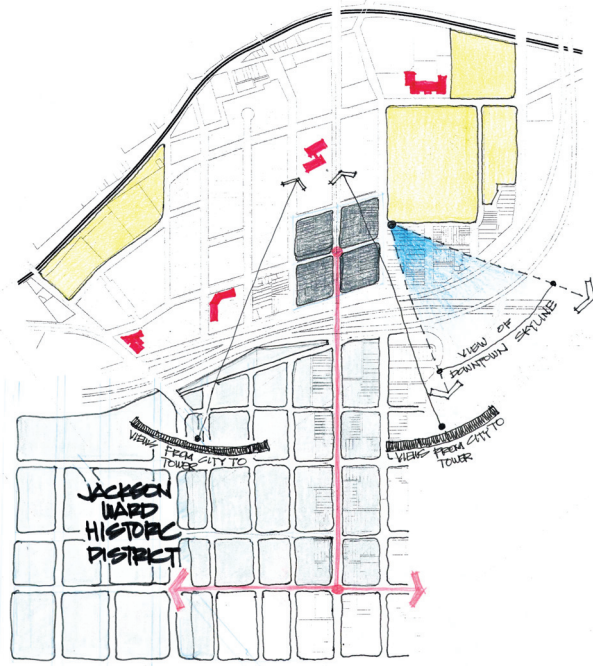 VIEW OF
DOWNTOWN SKYLINE
VIEWS FROM CITY TO
TOWER
VIEWS FROM CITY TO
TOWER
JACKSON
WARD
HISTORIC
DISTRICT